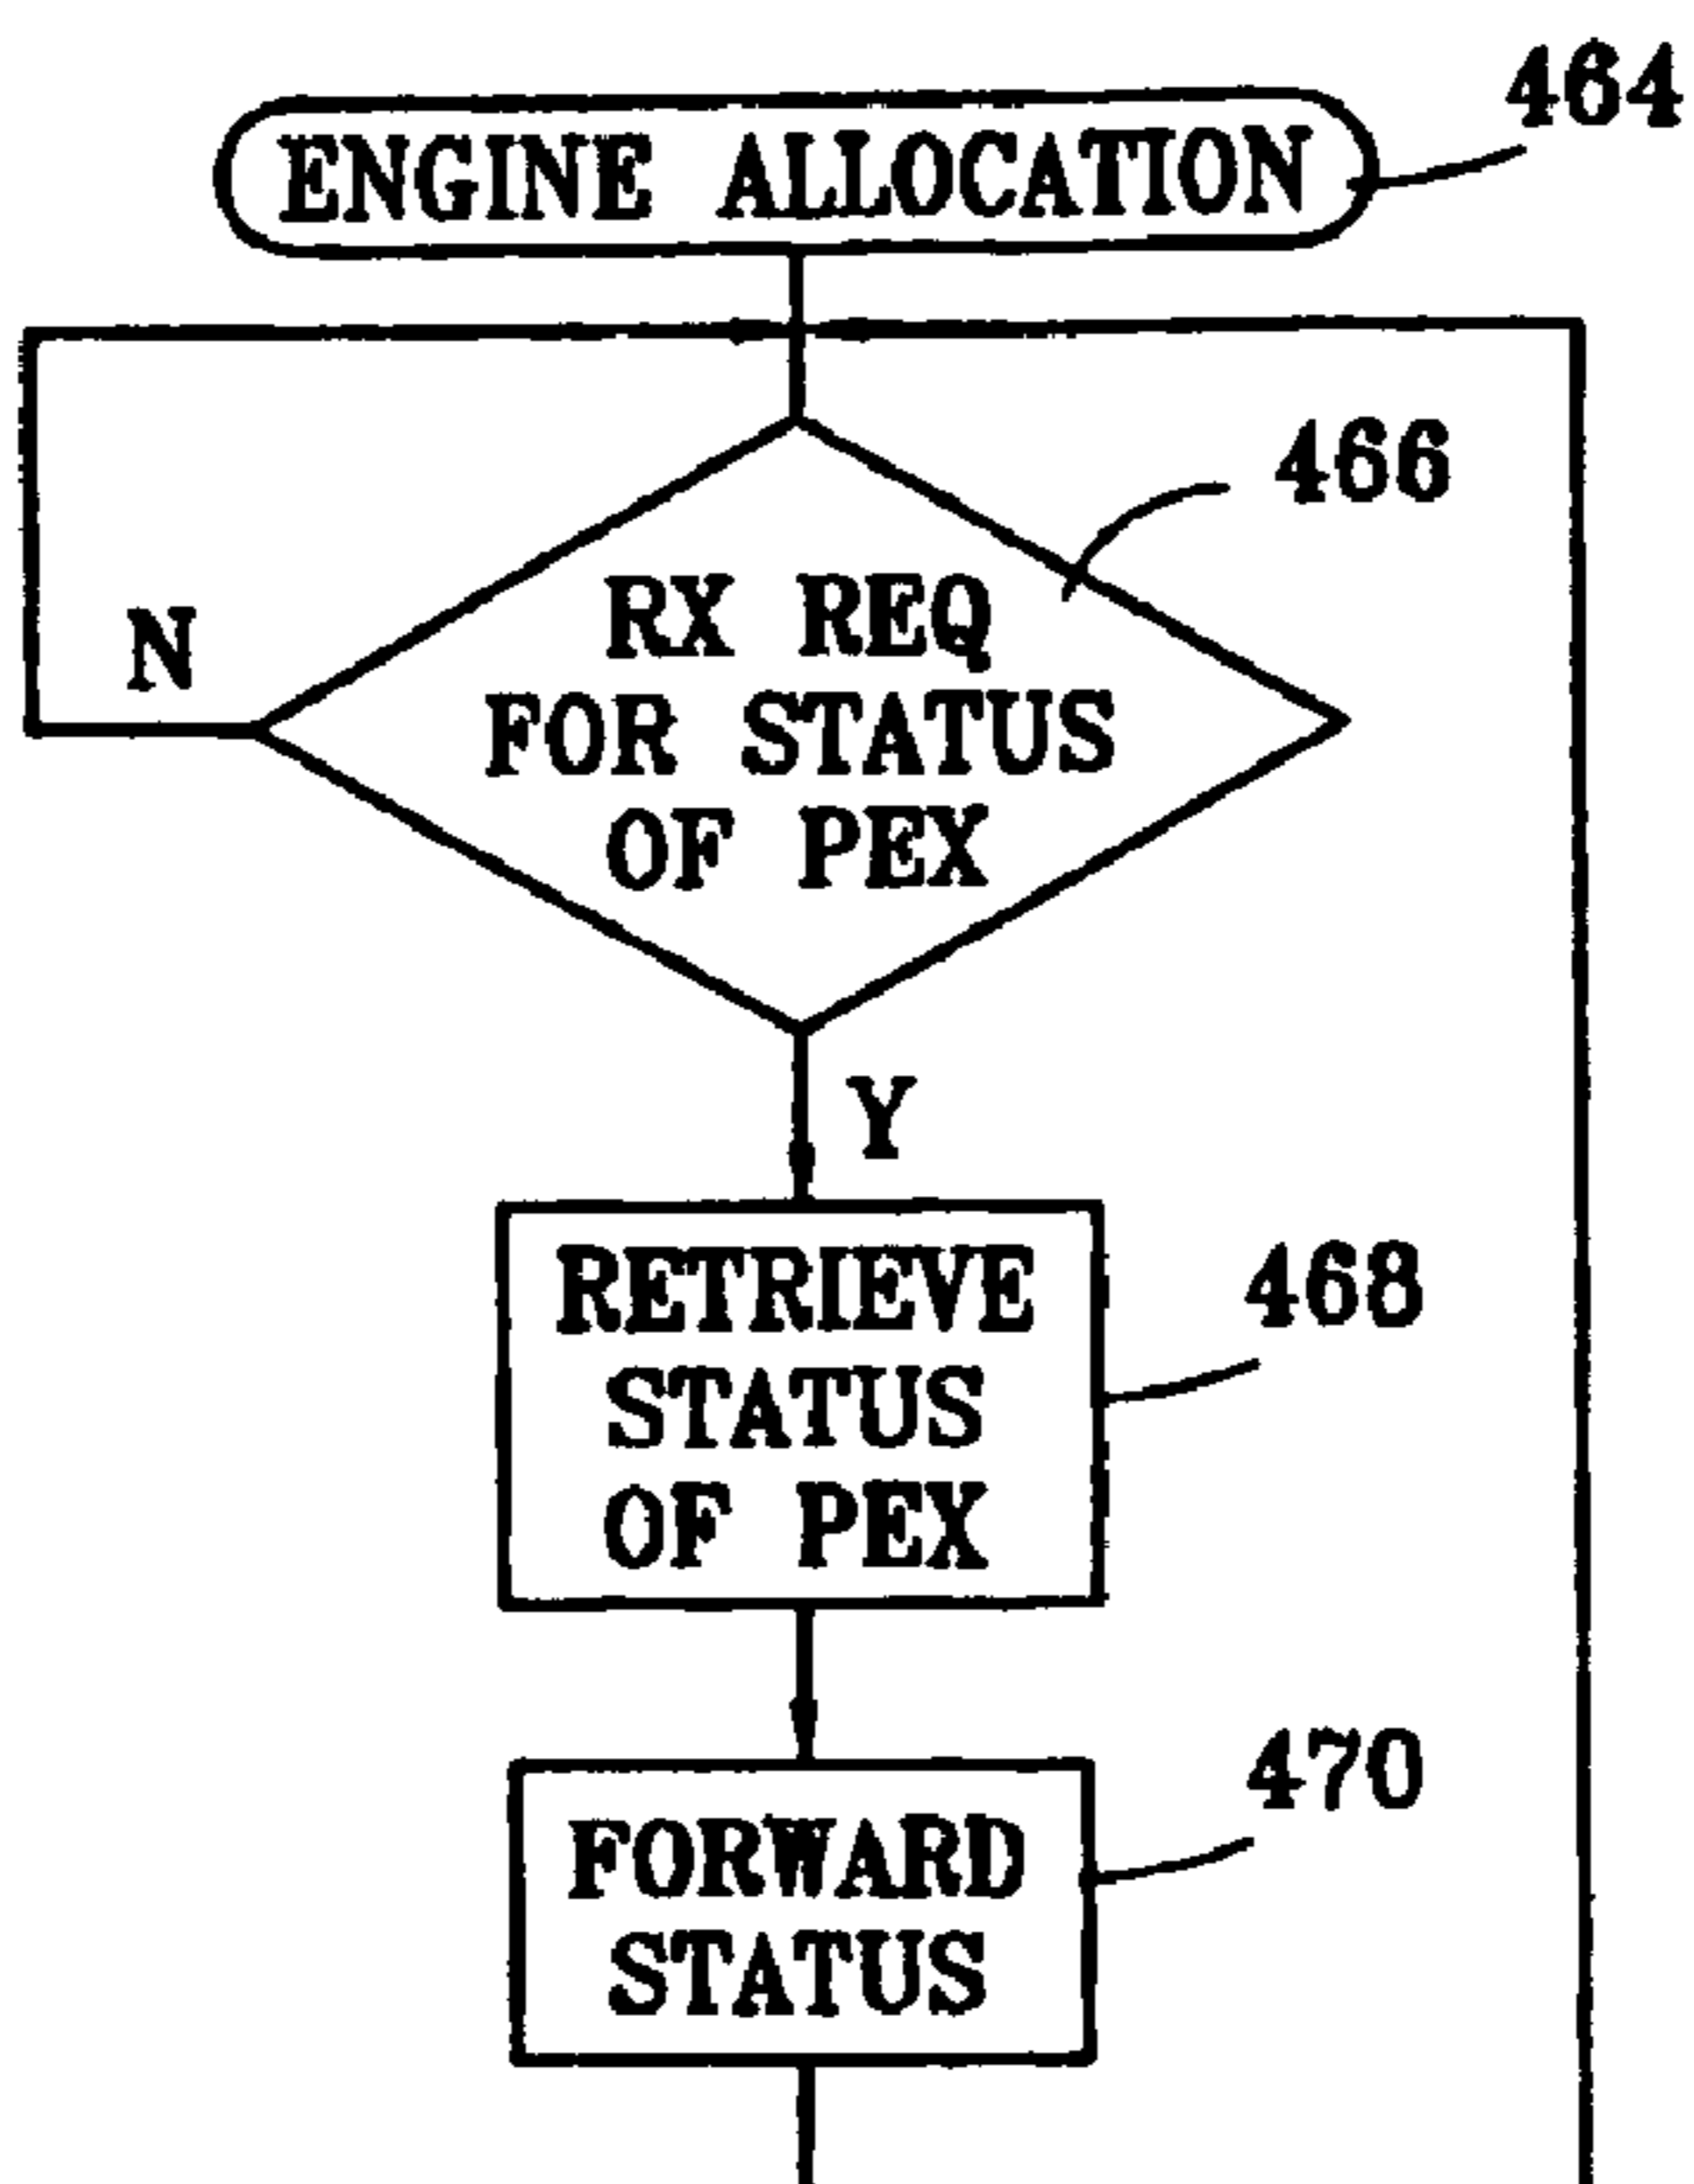 464
ENGINE ALLOCATION
466
RX REQ
FOR STATUS
OF PEX
N
Y
RETRIEVE
STATUS
OF PEX
468
FORWARD
STATUS
470